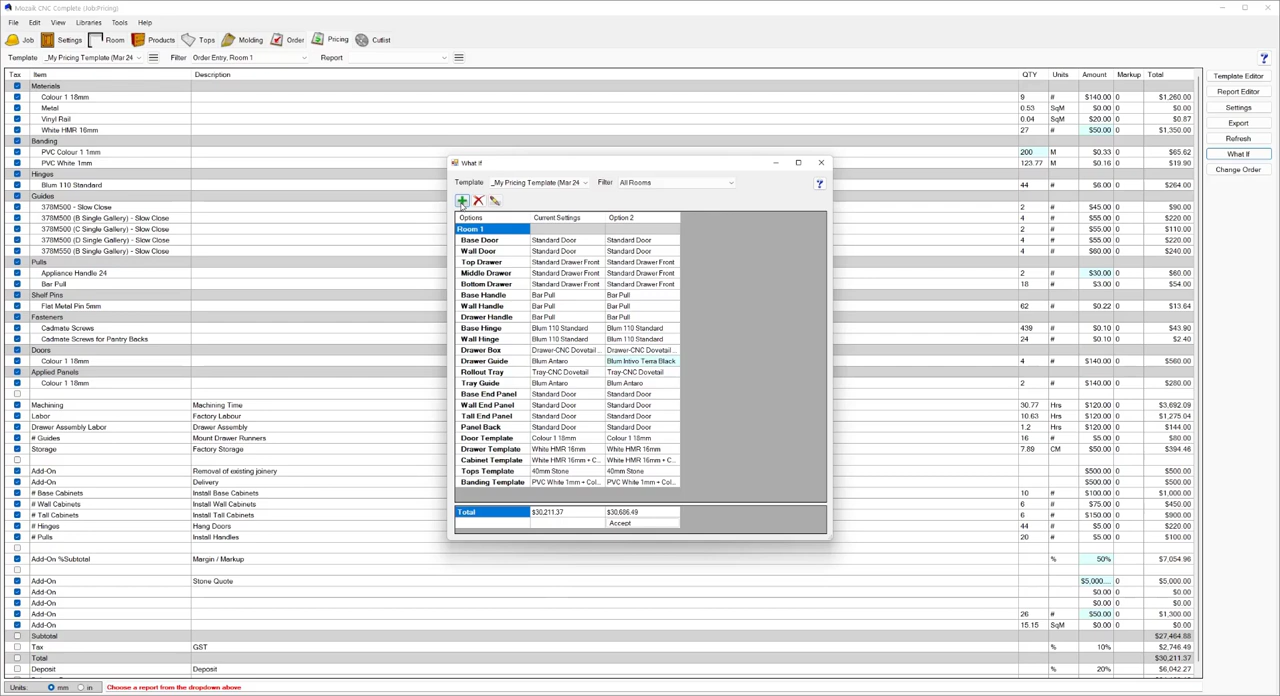 Mozaik CNC Complete (Job:Pricing)
File Edit View Libraries Tools Help
Job Settings Room Products Tops Molding Order Pricing Cutlist
Template _My Pricing Template (Mar 24 Filter Order Entry, Room 1 Report
Tax Item Description QTY Units Amount Markup Total
Materials
Colour 1 18mm 9 # $140.00 0 $1,260.00
Metal 0.53 SqM $0.00 0 $0.00
Vinyl Rail 0.04 SqM $20.00 0 $0.87
White HMR 16mm 27 # $50.00 0 $1,350.00
Banding
PVC Colour 1 1mm 200 M $0.33 0 $65.62
PVC White 1mm 123.77 M $0.16 0 $19.90
Hinges
Blum 110 Standard 44 # $6.00 0 $264.00
Guides
378M500 - Slow Close 2 # $45.00 0 $90.00
378M500 (B Single Gallery) - Slow Close 4 # $55.00 0 $220.00
378M500 (C Single Gallery) - Slow Close 2 # $55.00 0 $110.00
378M500 (D Single Gallery) - Slow Close 4 # $55.00 0 $220.00
378M550 (B Single Gallery) - Slow Close 4 # $60.00 0 $240.00
Pulls
Appliance Handle 24 2 # $30.00 0 $60.00
Bar Pull 18 # $3.00 0 $54.00
Shelf Pins
Flat Metal Pin 5mm 62 # $0.22 0 $13.64
Fasteners
Cadmate Screws 439 # $0.10 0 $43.90
Cadmate Screws for Pantry Backs 24 # $0.10 0 $2.40
Doors
Colour 1 18mm 4 # $140.00 0 $560.00
Applied Panels
Colour 1 18mm 2 # $140.00 0 $280.00
Machining Machining Time 30.77 Hrs $120.00 0 $3,692.09
Labor Factory Labour 10.63 Hrs $120.00 0 $1,275.04
Drawer Assembly Labor Drawer Assembly 1.2 Hrs $120.00 0 $144.00
# Guides Mount Drawer Runners 16 # $5.00 0 $80.00
Storage Factory Storage 7.89 CM $50.00 0 $394.46
Add-On Removal of existing joinery $500.00 0 $500.00
Add-On Delivery $500.00 0 $500.00
# Base Cabinets Install Base Cabinets 10 # $100.00 0 $1,000.00
# Wall Cabinets Install Wall Cabinets 6 # $75.00 0 $450.00
# Tall Cabinets Install Tall Cabinets 6 # $150.00 0 $900.00
# Hinges Hang Doors 44 # $5.00 0 $220.00
# Pulls Install Handles 20 # $5.00 0 $100.00
Add-On %Subtotal Margin / Markup % 50% $7,054.96
Add-On Stone Quote $5,000.... 0 $5,000.00
Add-On $0.00 0 $0.00
Add-On $0.00 0 $0.00
Add-On 26 # $50.00 0 $1,300.00
Add-On 15.15 SqM $0.00 0 $0.00
Subtotal $27,464.88
Tax GST % 10% $2,746.49
Total $30,211.37
Deposit Deposit % 20% $6,042.27
Units: mm in Choose a report from the dropdown above
Template Editor
Report Editor
Settings
Export
Refresh
What If
Change Order
What If
Template _My Pricing Template (Mar 24 Filter All Rooms
Options Current Settings Option 2
Room 1
Base Door Standard Door Standard Door
Wall Door Standard Door Standard Door
Top Drawer Standard Drawer Front Standard Drawer Front
Middle Drawer Standard Drawer Front Standard Drawer Front
Bottom Drawer Standard Drawer Front Standard Drawer Front
Base Handle Bar Pull Bar Pull
Wall Handle Bar Pull Bar Pull
Drawer Handle Bar Pull Bar Pull
Base Hinge Blum 110 Standard Blum 110 Standard
Wall Hinge Blum 110 Standard Blum 110 Standard
Drawer Box Drawer-CNC Dovetail... Drawer-CNC Dovetail...
Drawer Guide Blum Antaro Blum Intivo Terra Black
Rollout Tray Tray-CNC Dovetail Tray-CNC Dovetail
Tray Guide Blum Antaro Blum Antaro
Base End Panel Standard Door Standard Door
Wall End Panel Standard Door Standard Door
Tall End Panel Standard Door Standard Door
Panel Back Standard Door Standard Door
Door Template Colour 1 18mm Colour 1 18mm
Drawer Template White HMR 16mm White HMR 16mm
Cabinet Template White HMR 16mm + C... White HMR 16mm + C...
Tops Template 40mm Stone 40mm Stone
Banding Template PVC White 1mm + Col... PVC White 1mm + Col...
Total $30,211.37 $30,686.49
Accept